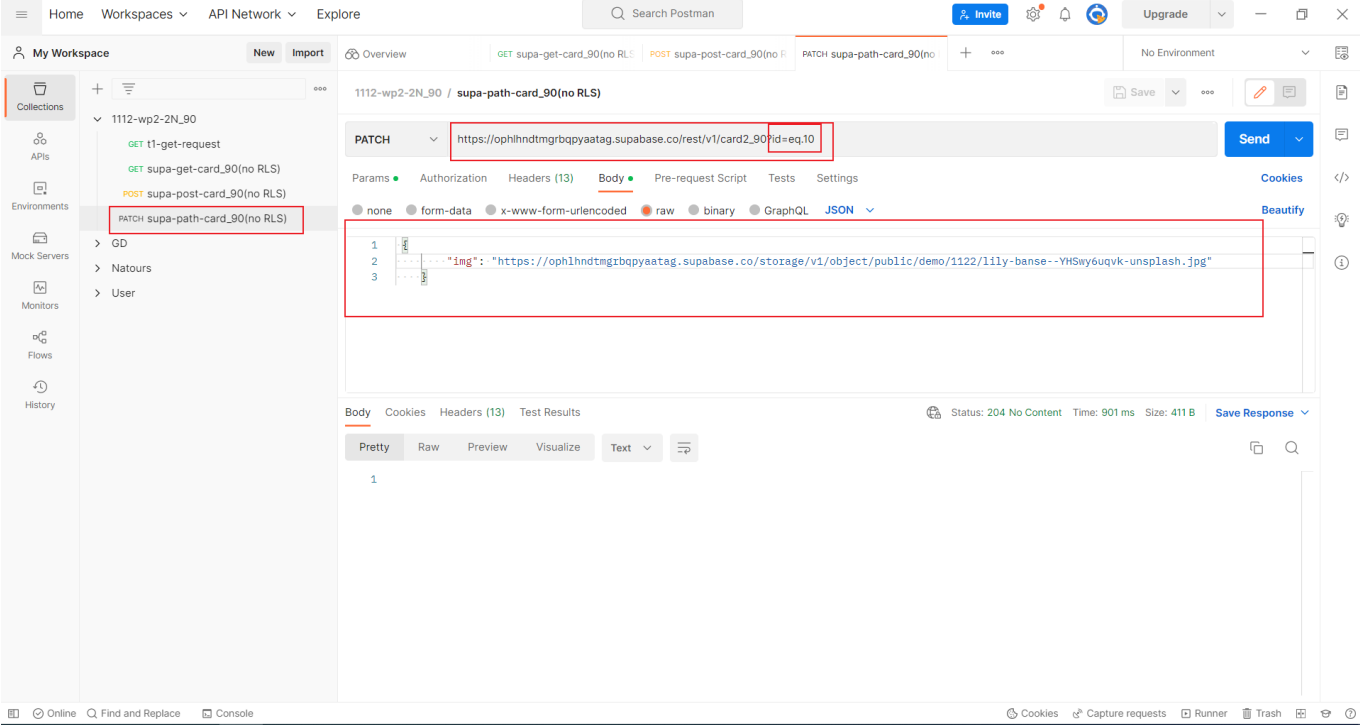 Home Workspaces API Network Explore Search Postman Invite Upgrade
My Workspace New Import Overview GET supa-get-card_90(no RLS POST supa-post-card_90(no R PATCH supa-path-card_90(no No Environment
Collections
APIs
Environments
Mock Servers
Monitors
Flows
History
1112-wp2-2N_90
GET t1-get-request
GET supa-get-card_90(no RLS)
POST supa-post-card_90(no RLS)
PATCH supa-path-card_90(no RLS)
GD
Natours
User
1112-wp2-2N_90 / supa-path-card_90(no RLS) Save
PATCH https://ophlhndtmgrbqpyaatag.supabase.co/rest/v1/card2_90?id=eq.10 Send
Params Authorization Headers (13) Body Pre-request Script Tests Settings Cookies
none form-data x-www-form-urlencoded raw binary GraphQL JSON Beautify
1 {
2 "img": "https://ophlhndtmgrbqpyaatag.supabase.co/storage/v1/object/public/demo/1122/lily-banse--YHSwy6uqvk-unsplash.jpg"
3 }
Body Cookies Headers (13) Test Results Status: 204 No Content Time: 901 ms Size: 411 B Save Response
Pretty Raw Preview Visualize Text
1
Online Find and Replace Console Cookies Capture requests Runner Trash